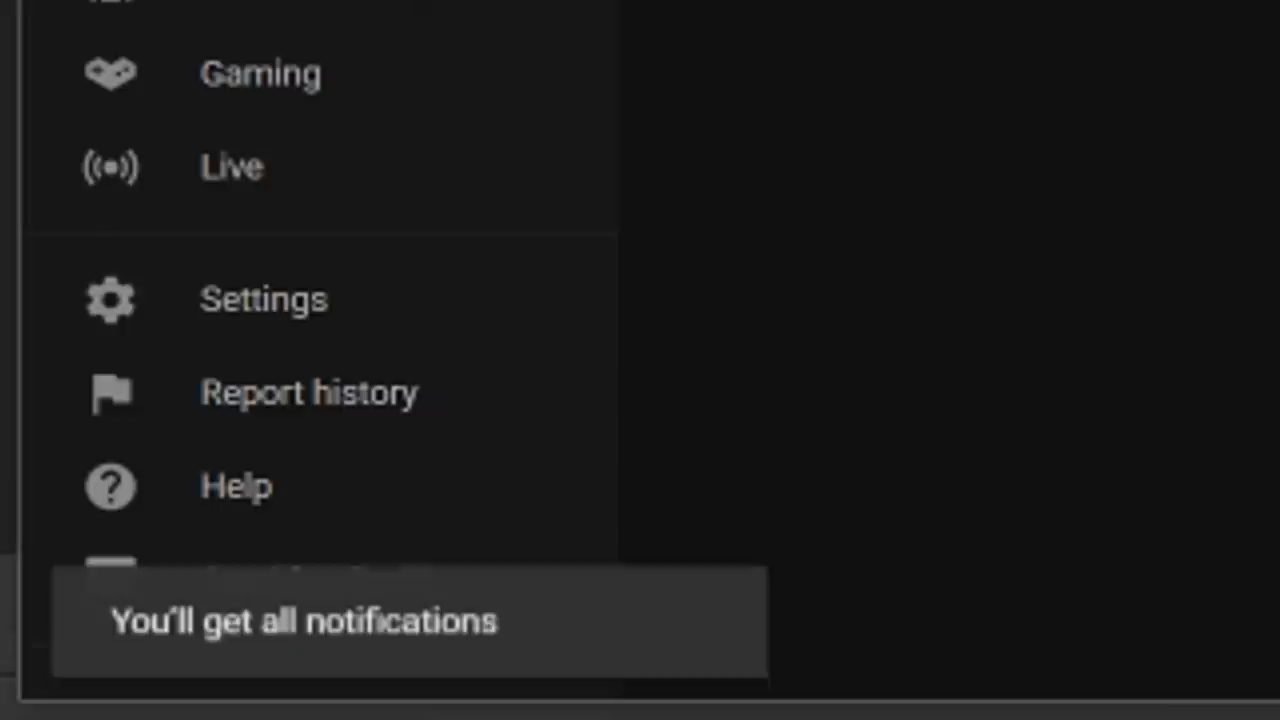 Gaming
Live
Settings
Report history
Help
You'll get all notifications